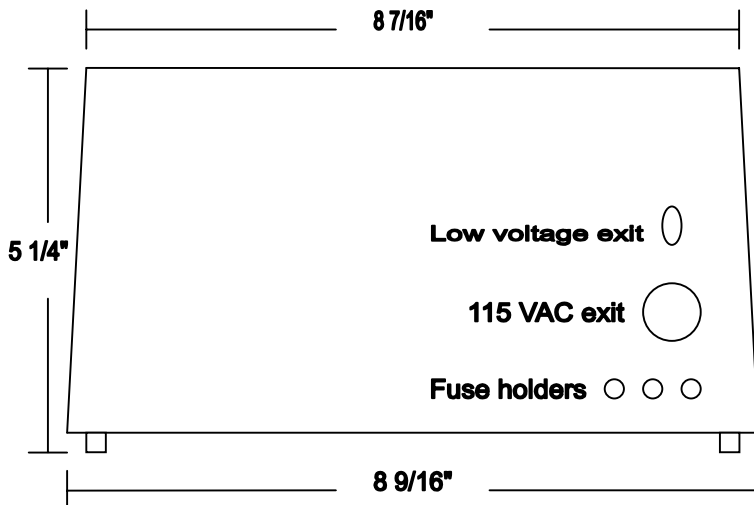 8 7/16"
Low voltage exit
5 1/4"
115 VAC exit
Fuse holders
8 9/16"